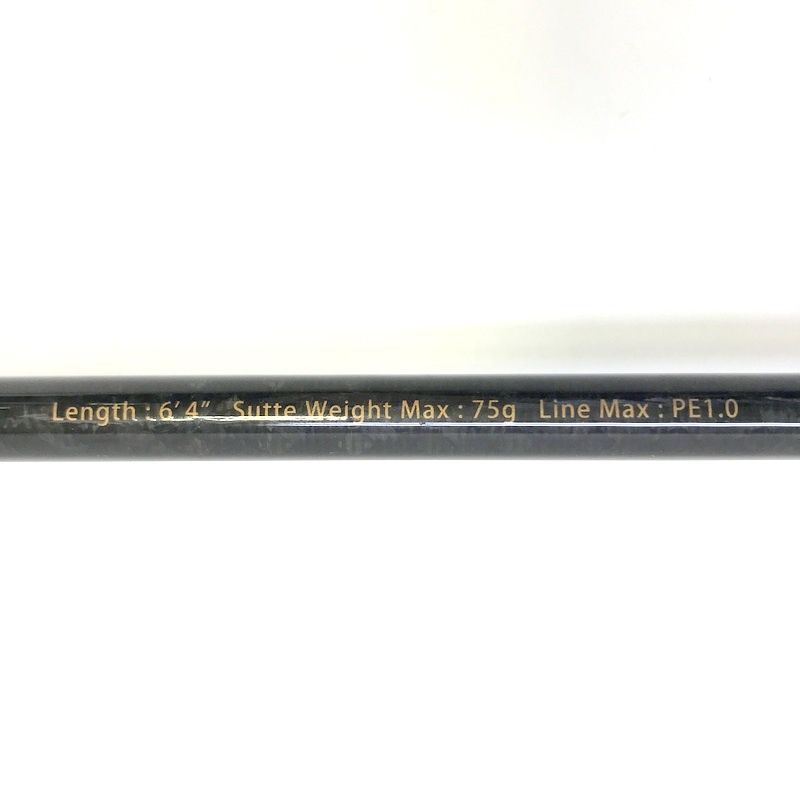 Length : 6’4” Sutte Weight Max : 75g Line Max : PE1.0